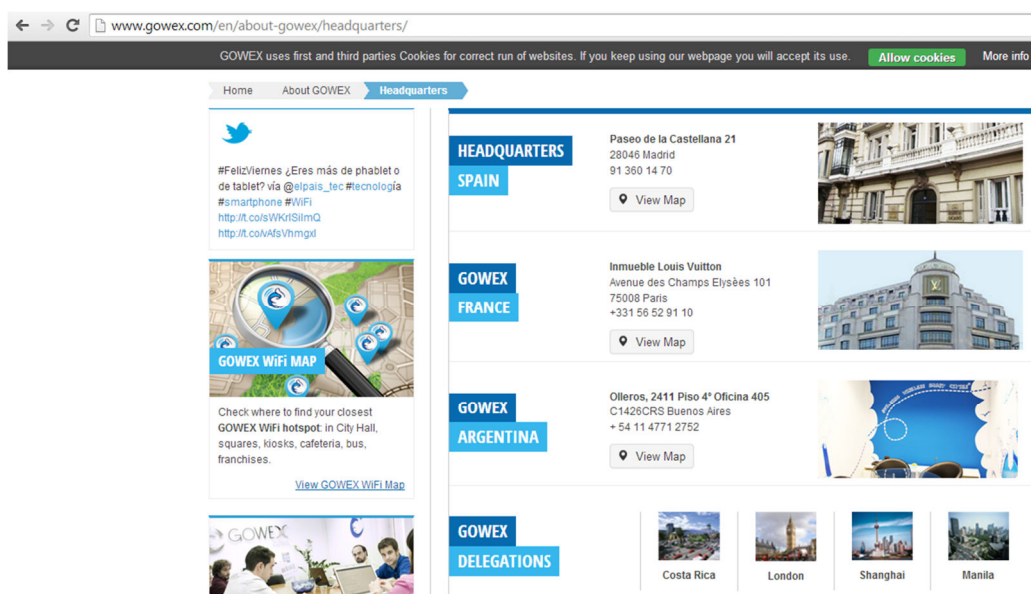 www.gowex.com/en/about-gowex/headquarters/
GOWEX uses first and third parties Cookies for correct run of websites. If you keep using our webpage you will accept its use.
Allow cookies
More info
Home
About GOWEX
Headquarters
#FelizViernes ¿Eres más de phablet o
de tablet? vía @elpais_tec #tecnología
#smartphone #WiFi
http://t.co/sWKrlSilmQ
http://t.co/vAfsVhmgxl
GOWEX WiFi MAP
Check where to find your closest
GOWEX WiFi hotspot: in City Hall,
squares, kiosks, cafeteria, bus,
franchises.
View GOWEX WiFi Map
GOWEX
HEADQUARTERS
SPAIN
Paseo de la Castellana 21
28046 Madrid
91 360 14 70
View Map
GOWEX
FRANCE
Inmueble Louis Vuitton
Avenue des Champs Elysèes 101
75008 Paris
+331 56 52 91 10
View Map
GOWEX
ARGENTINA
Olleros, 2411 Piso 4ª Oficina 405
C1426CRS Buenos Aires
+ 54 11 4771 2752
View Map
GOWEX
DELEGATIONS
Costa Rica
London
Shanghai
Manila